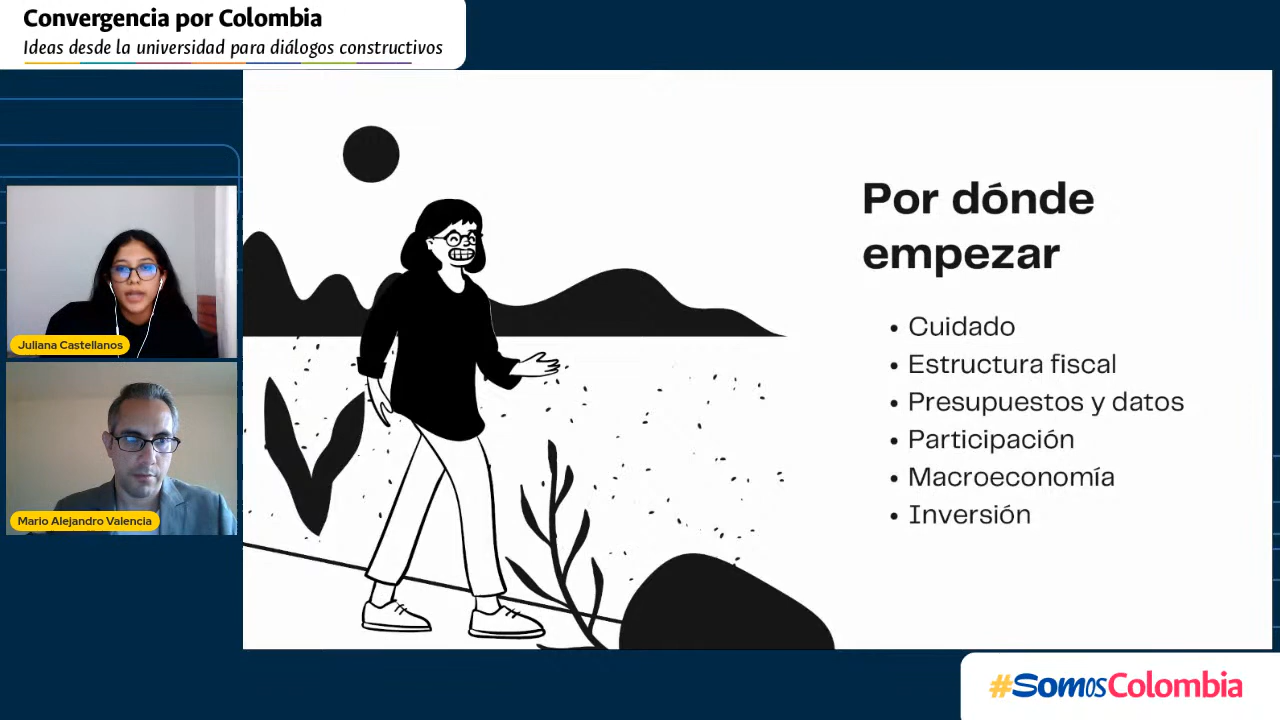 Convergencia por Colombia
Ideas desde la universidad para diálogos constructivos
Juliana Castellanos
Mario Alejandro Valencia
Por dónde
empezar
• Cuidado
• Estructura fiscal
• Presupuestos y datos
• Participación
• Macroeconomía
• Inversión
#SomosColombia